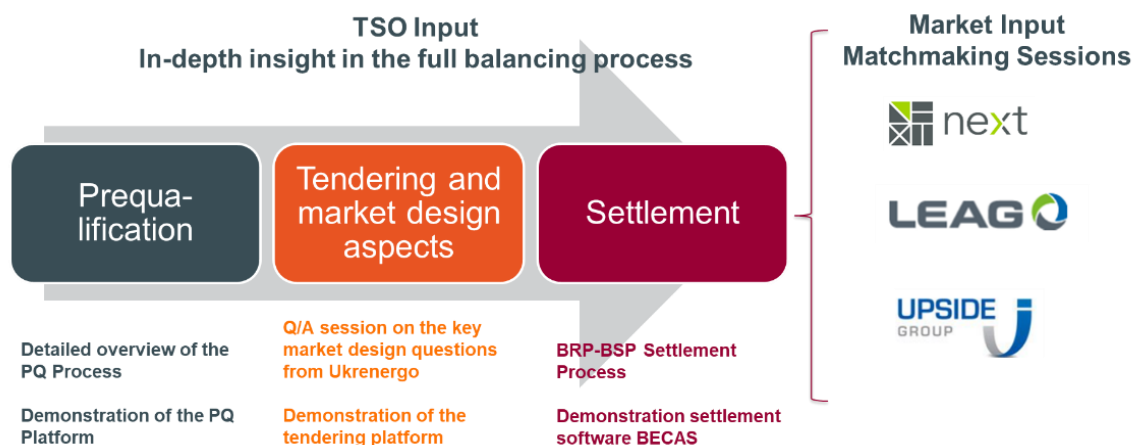 TSO Input
In-depth insight in the full balancing process
Market Input
Matchmaking Sessions
Prequa-
lification
Tendering and
market design
aspects
Settlement
next
LEAG
UPSIDE
GROUP
Detailed overview of the
PQ Process
Demonstration of the PQ
Platform
Q/A session on the key
market design questions
from Ukrenergo
Demonstration of the
tendering platform
BRP-BSP Settlement
Process
Demonstration settlement
software BECAS